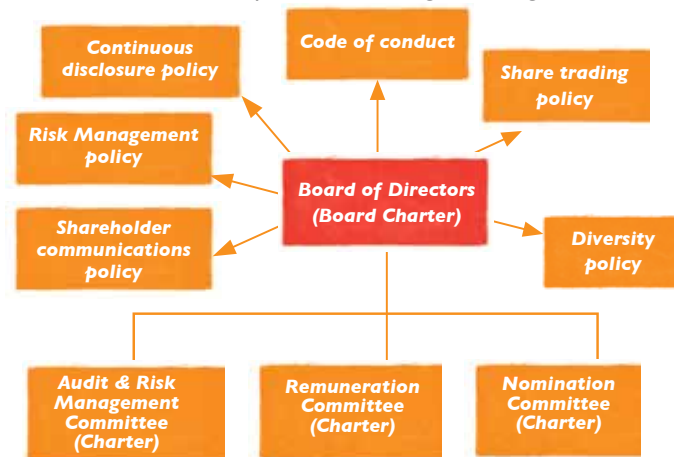 Code of conduct
Continuous
disclosure policy
Share trading
policy
Risk Management
policy
Board of Directors
(Board Charter)
Shareholder
communications
policy
Diversity
policy
Audit & Risk
Management
Committee
(Charter)
Remuneration
Committee
(Charter)
Nomination
Committee
(Charter)